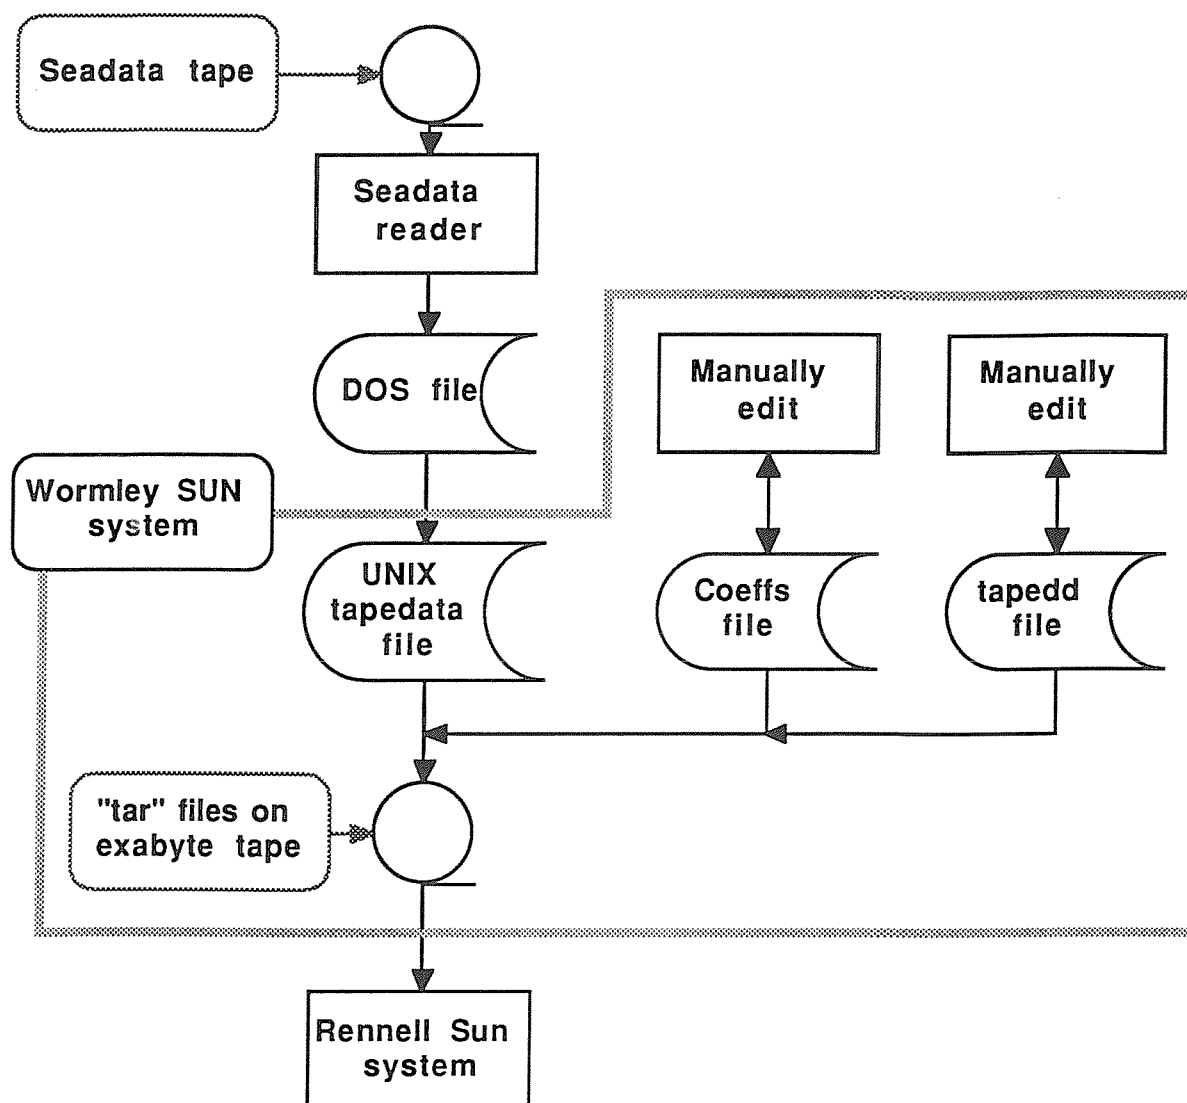 Seadata tape
Seadata
reader
DOS file
Manually
edit
Manually
edit
Wormley SUN
system
UNIX
tapedata
file
Coeffs
file
tapedd
file
"tar" files on
exabyte tape
Rennell Sun
system